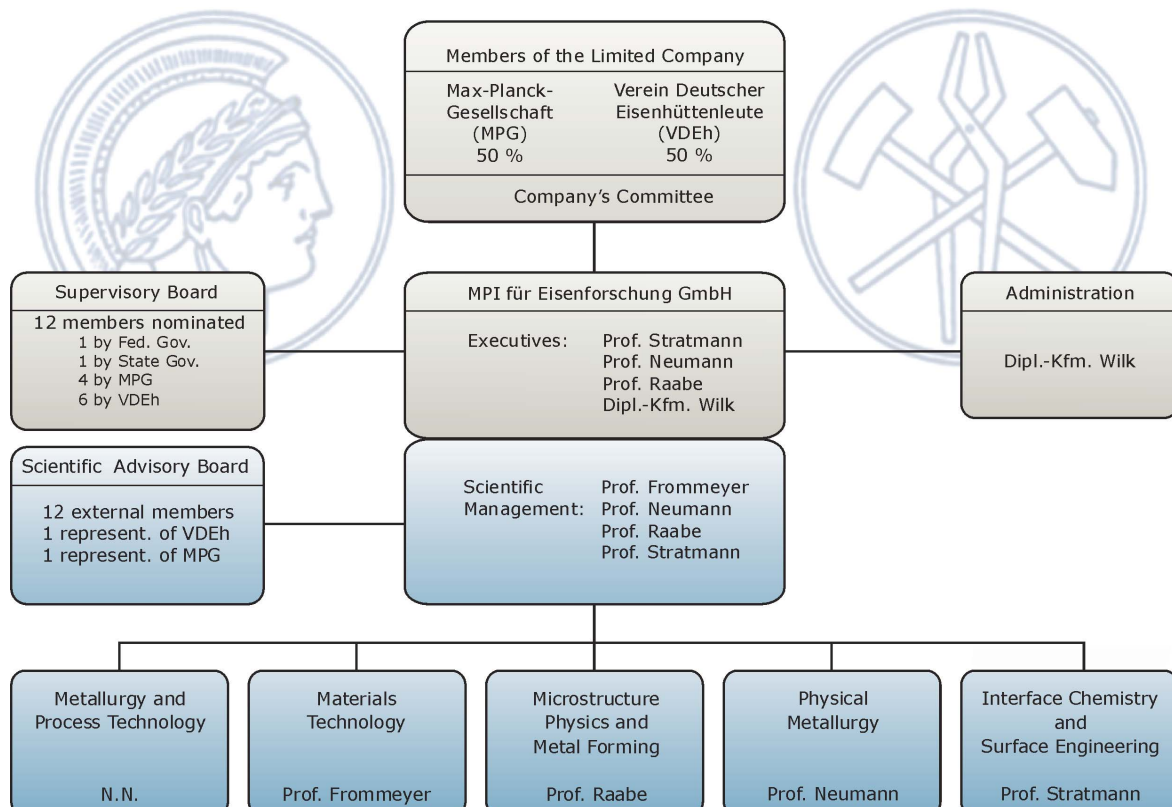 Members of the Limited Company
Max-Planck-
Gesellschaft
(MPG)
50 %
Verein Deutscher
Eisenhüttenleute
(VDEh)
50 %
Company's Committee
Supervisory Board
12 members nominated
1 by Fed. Gov.
1 by State Gov.
4 by MPG
6 by VDEh
MPI für Eisenforschung GmbH
Executives: Prof. Stratmann
Prof. Neumann
Prof. Raabe
Dipl.-Kfm. Wilk
Administration
Dipl.-Kfm. Wilk
Scientific Advisory Board
12 external members
1 represent. of VDEh
1 represent. of MPG
Scientific Prof. Frommeyer
Management: Prof. Neumann
Prof. Raabe
Prof. Stratmann
Metallurgy and
Process Technology
N.N.
Materials
Technology
Prof. Frommeyer
Microstructure
Physics and
Metal Forming
Prof. Raabe
Physical
Metallurgy
Prof. Neumann
Interface Chemistry
and
Surface Engineering
Prof. Stratmann